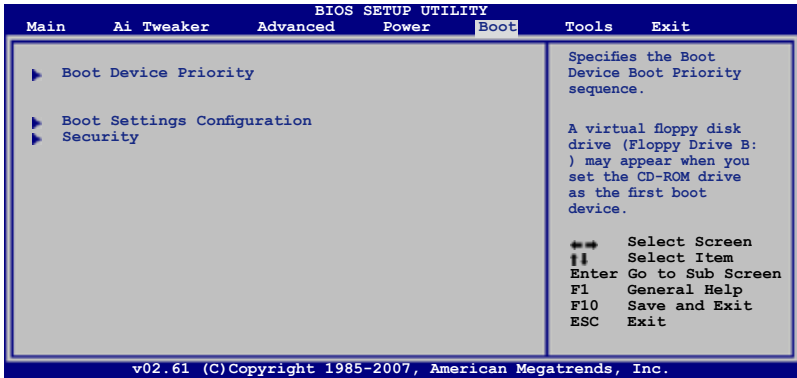 BIOS SETUP UTILITY
Main Ai Tweaker Advanced Power Boot Tools Exit
Boot Device Priority
Boot Settings Configuration
Security
Specifies the Boot
Device Boot Priority
sequence.
A virtual floppy disk
drive (Floppy Drive B:
) may appear when you
set the CD-ROM drive
as the first boot
device.
Select Screen
Select Item
Enter Go to Sub Screen
F1 General Help
F10 Save and Exit
ESC Exit
v02.61 (C)Copyright 1985-2007, American Megatrends, Inc.